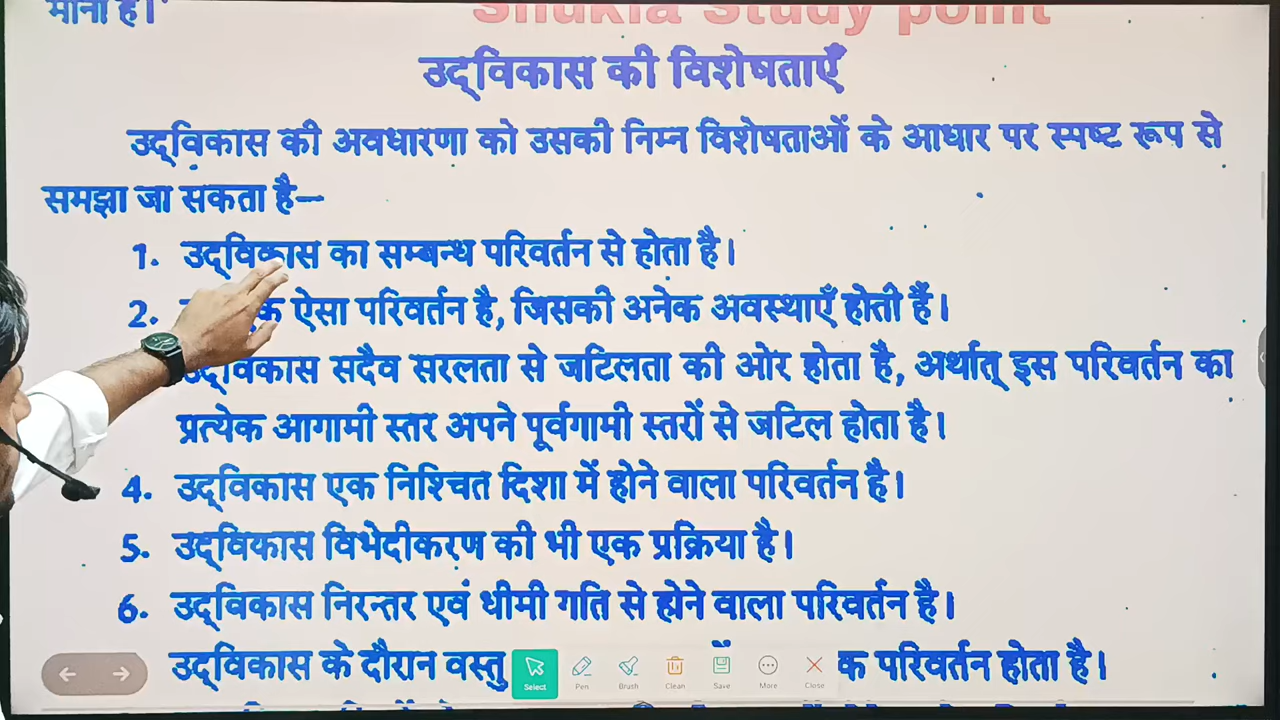 माना है।
Shukla Study point
उद्‌विकास की विशेषताएँ
उद्‌विकास की अवधारणा को उसकी निम्न विशेषताओं के आधार पर स्पष्ट रूप से
समझा जा सकता है—
1. उद्‌विकास का सम्बन्ध परिवर्तन से होता है।
2. ऐसा परिवर्तन है, जिसकी अनेक अवस्थाएँ होती हैं।
उद्‌विकास सदैव सरलता से जटिलता की ओर होता है, अर्थात् इस परिवर्तन का
प्रत्येक आगामी स्तर अपने पूर्वगामी स्तरों से जटिल होता है।
4. उद्‌विकास एक निश्चित दिशा में होने वाला परिवर्तन है।
5. उद्‌विकास विभेदीकरण की भी एक प्रक्रिया है।
6. उद्‌विकास निरन्तर एवं धीमी गति से होने वाला परिवर्तन है।
उद्‌विकास के दौरान वस्तु परिवर्तन होता है।
Select Pen Brush Clean Save More Close